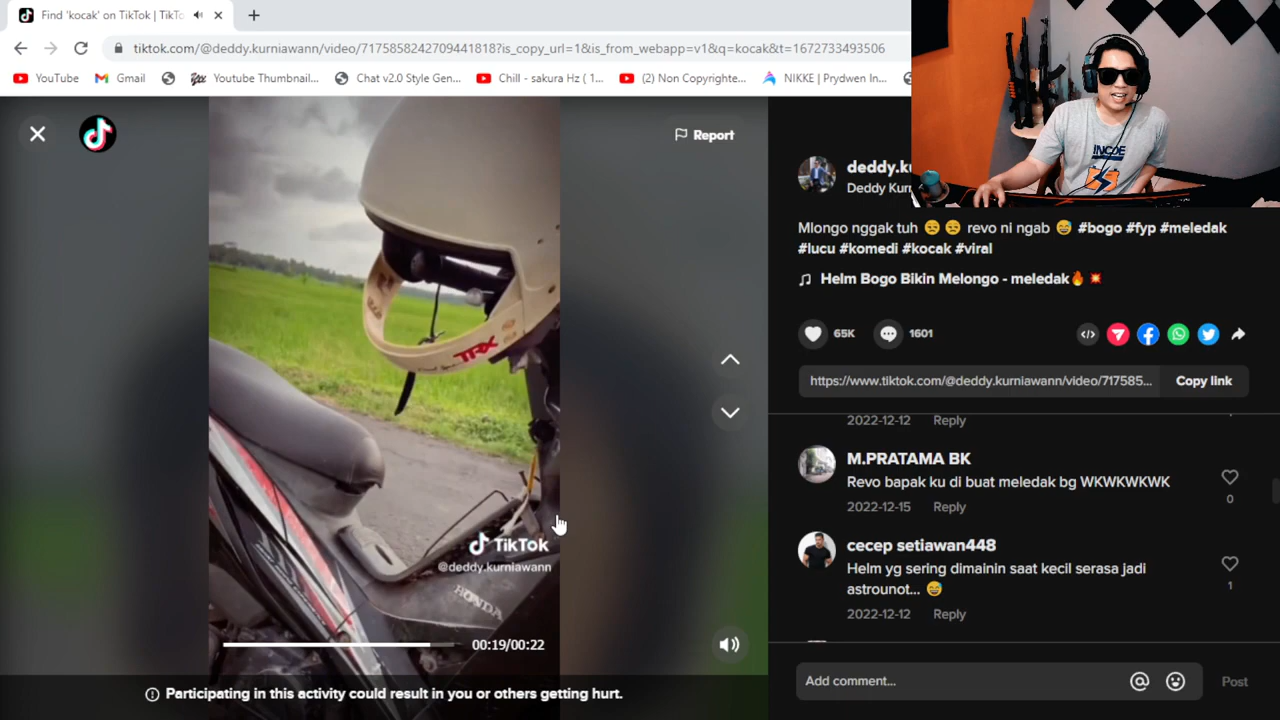 Find 'kocak' on TikTok | TikTo
tiktok.com/@deddy.kurniawann/video/7175858242709441818?is_copy_url=1&is_from_webapp=v1&q=kocak&t=1672733493506
YouTube
Gmail
Youtube Thumbnail...
Chat v2.0 Style Gen...
Chill - sakura Hz ( 1...
(2) Non Copyrighte...
NIKKE | Prydwen In...
Report
TRX
TikTok
@deddy.kurniawann
HONDA
00:19/00:22
Participating in this activity could result in you or others getting hurt.
INCOE
deddy.ku
Deddy Kurn
Mlongo nggak tuh 😒😒 revo ni ngab 😅 #bogo #fyp #meledak
#lucu #komedi #kocak #viral
Helm Bogo Bikin Melongo - meledak🔥💥
65K
1601
https://www.tiktok.com/@deddy.kurniawann/video/717585...
Copy link
2022-12-12 Reply
M.PRATAMA BK
Revo bapak ku di buat meledak bg WKWKWKWK
0
2022-12-15 Reply
cecep setiawan448
Helm yg sering dimainin saat kecil serasa jadi
astrounot... 😅
1
2022-12-12 Reply
Add comment...
Post